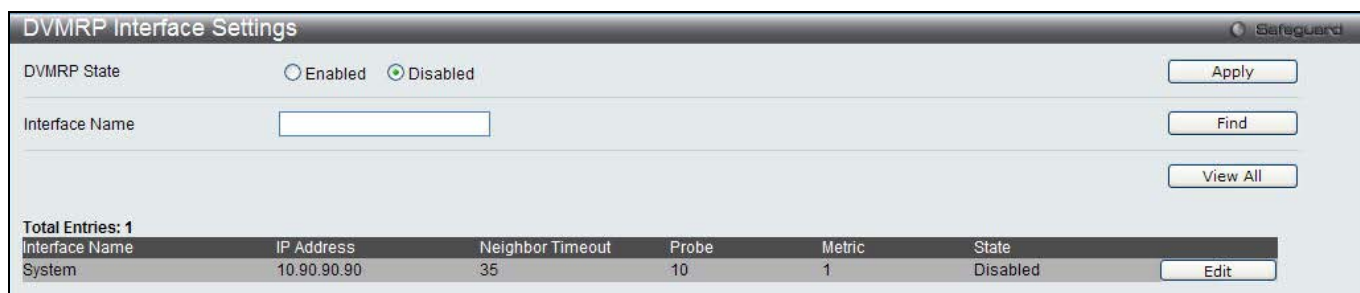 DVMRP Interface Settings
Safeguard
DVMRP State Enabled Disabled Apply
Interface Name Find
View All
Total Entries: 1
Interface Name IP Address Neighbor Timeout Probe Metric State
System 10.90.90.90 35 10 1 Disabled Edit